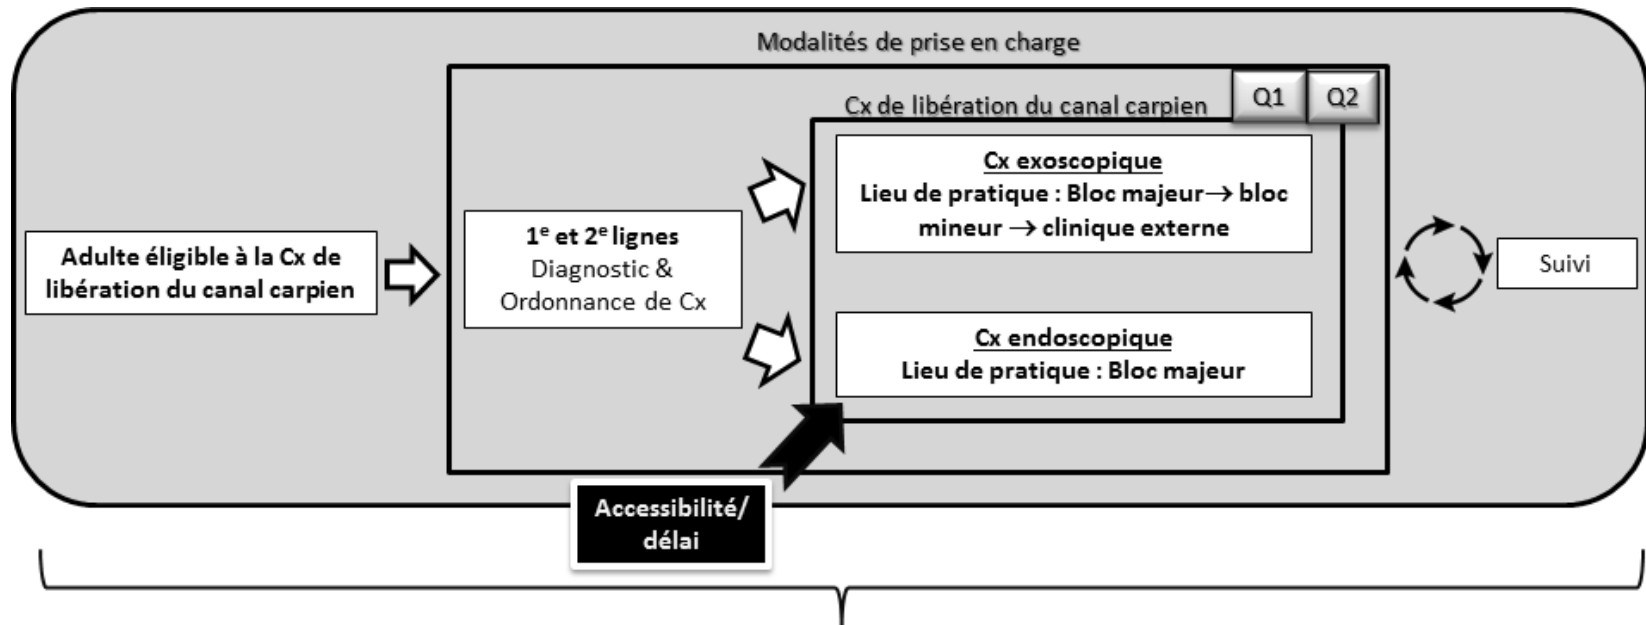 Modalités de prise en charge
Cx de libération du canal carpien
Q1
Q2
Adulte éligible à la Cx de
libération du canal carpien
1e et 2e lignes
Diagnostic &
Ordonnance de Cx
Cx exoscopique
Lieu de pratique : Bloc majeur→ bloc
mineur → clinique externe
Cx endoscopique
Lieu de pratique : Bloc majeur
Suivi
Accessibilité/
délai